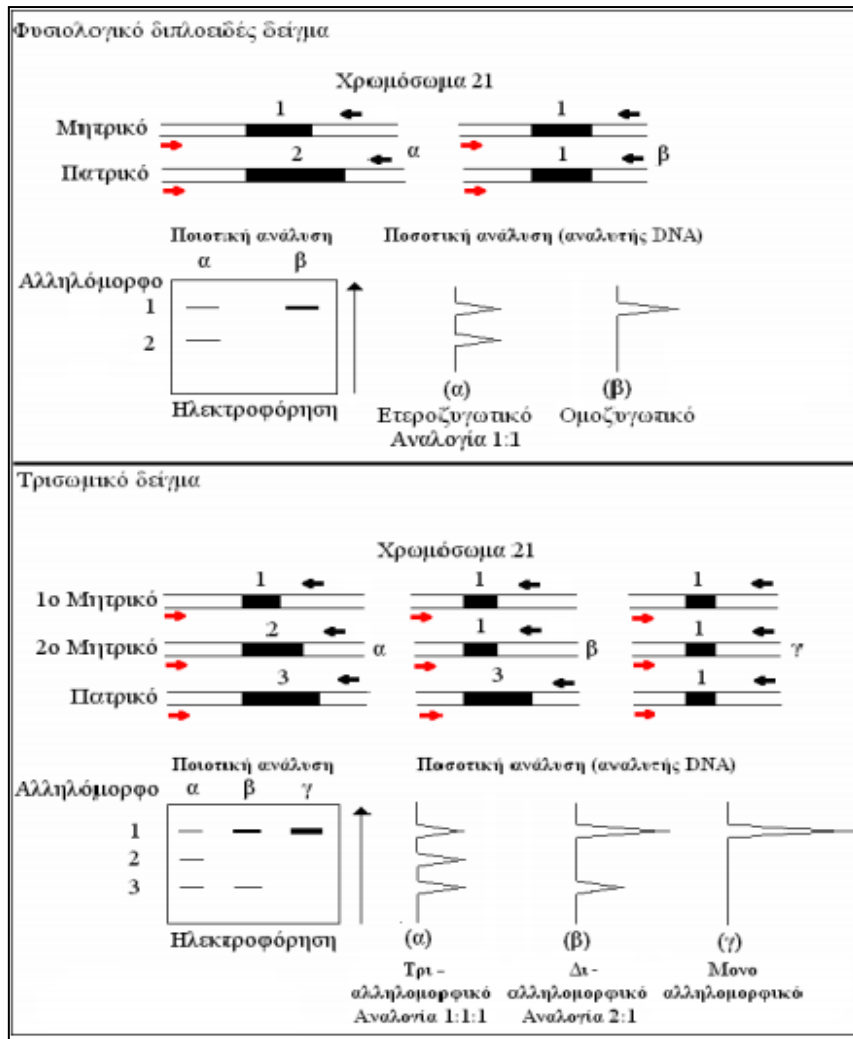 Φυσιολογικό διπλοειδές δείγμα
Χρωμόσωμα 21
1 1
Μητρικό
2 α 1 β
Πατρικό
Ποιοτική ανάλυση Ποσοτική ανάλυση (αναλυτής DNA)
α β
Αλληλόμορφο
1
2
(α) (β)
Ηλεκτροφόρηση Ετεροζυγωτικό Ομοζυγωτικό
Αναλογία 1:1
Τρισωμικό δείγμα
Χρωμόσωμα 21
1 1 1
1ο Μητρικό
2 1 1
2ο Μητρικό α β γ
3 3 1
Πατρικό
Ποιοτική ανάλυση Ποσοτική ανάλυση (αναλυτής DNA)
Αλληλόμορφο α β γ
1
2
3
Ηλεκτροφόρηση (α) (β) (γ)
Τρι - Δι - Μονο
αλληλομορφικό αλληλομορφικό αλληλομορφικό
Αναλογία 1:1:1 Αναλογία 2:1